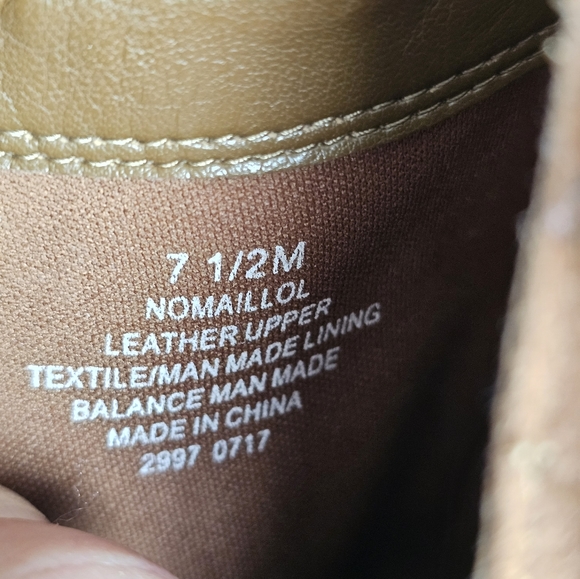 7 1/2M
NOMAILLOL
LEATHER UPPER
TEXTILE/MAN MADE LINING
BALANCE MAN MADE
MADE IN CHINA
2997 0717